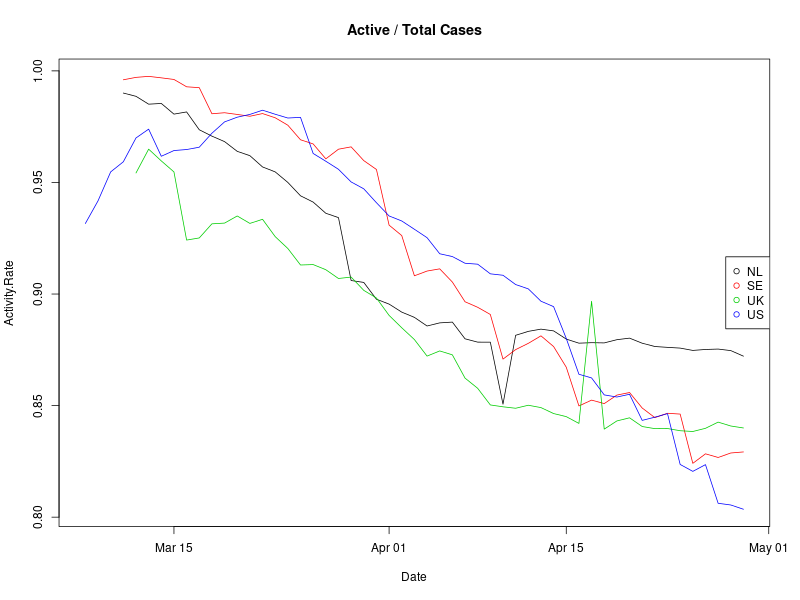 Active / Total Cases
Activity.Rate
1.00
0.95
0.90
0.85
0.80
NL
SE
UK
US
Mar 15 Apr 01 Apr 15 May 01
Date